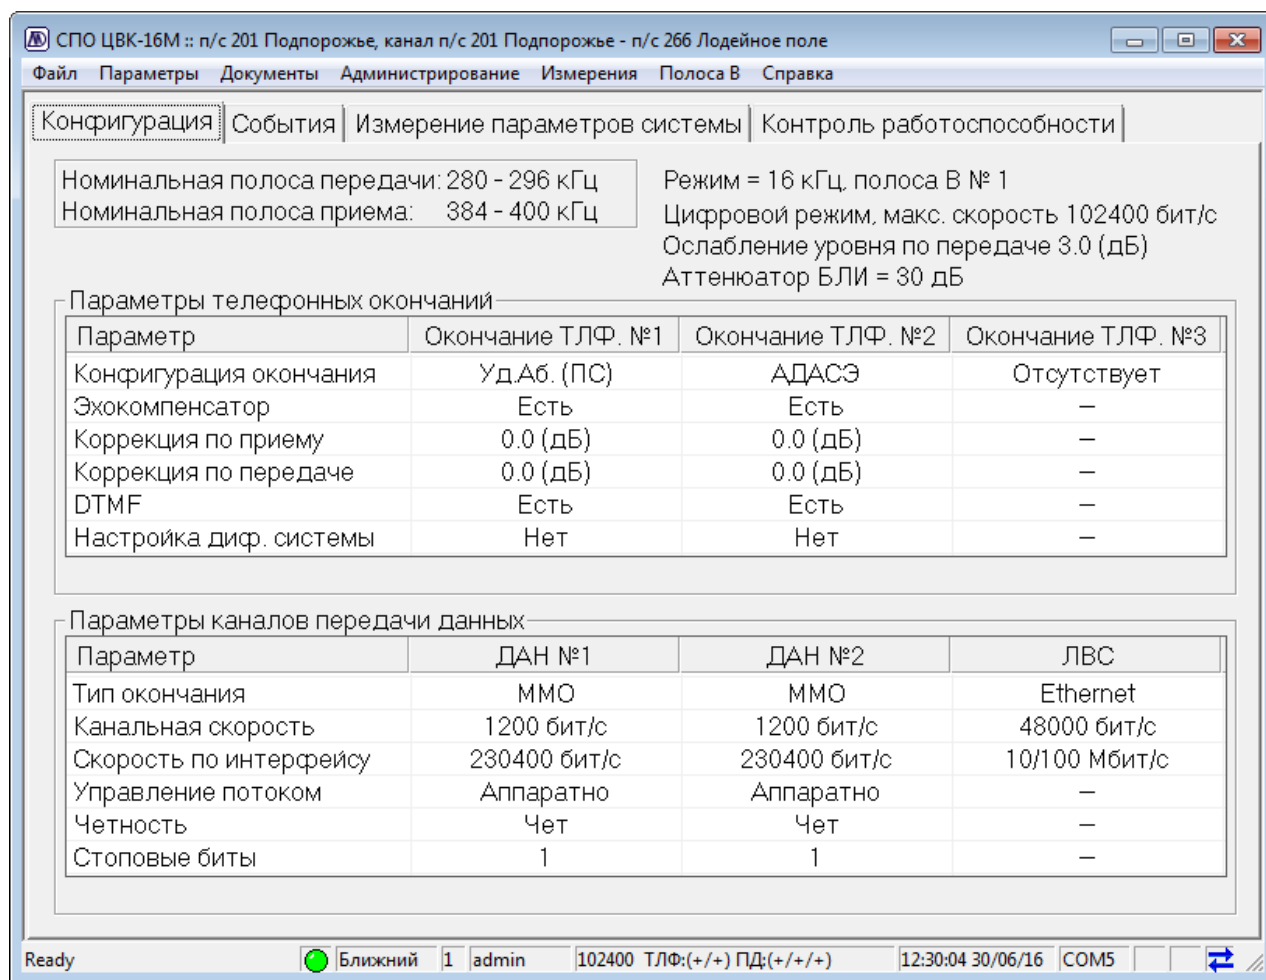 СПО ЦВК-16М :: п/с 201 Подпорожье, канал п/с 201 Подпорожье - п/с 266 Лодейное поле
Файл Параметры Документы Администрирование Измерения Полоса В Справка
Конфигурация События Измерение параметров системы Контроль работоспособности
Номинальная полоса передачи: 280 - 296 кГц
Номинальная полоса приема: 384 - 400 кГц
Режим = 16 кГц, полоса В № 1
Цифровой режим, макс. скорость 102400 бит/с
Ослабление уровня по передаче 3.0 (дБ)
Аттенюатор БЛИ = 30 дБ
Параметры телефонных окончаний
Параметр Окончание ТЛФ. №1 Окончание ТЛФ. №2 Окончание ТЛФ. №3
Конфигурация окончания Уд.Аб. (ПС) АДАСЭ Отсутствует
Эхокомпенсатор Есть Есть –
Коррекция по приему 0.0 (дБ) 0.0 (дБ) –
Коррекция по передаче 0.0 (дБ) 0.0 (дБ) –
DTMF Есть Есть –
Настройка диф. системы Нет Нет –
Параметры каналов передачи данных
Параметр ДАН №1 ДАН №2 ЛВС
Тип окончания ММО ММО Ethernet
Канальная скорость 1200 бит/с 1200 бит/с 48000 бит/с
Скорость по интерфейсу 230400 бит/с 230400 бит/с 10/100 Мбит/с
Управление потоком Аппаратно Аппаратно –
Четность Чет Чет –
Стоповые биты 1 1 –
Ready Ближний 1 admin 102400 ТЛФ:(+/+) ПД:(+/+/+) 12:30:04 30/06/16 COM5